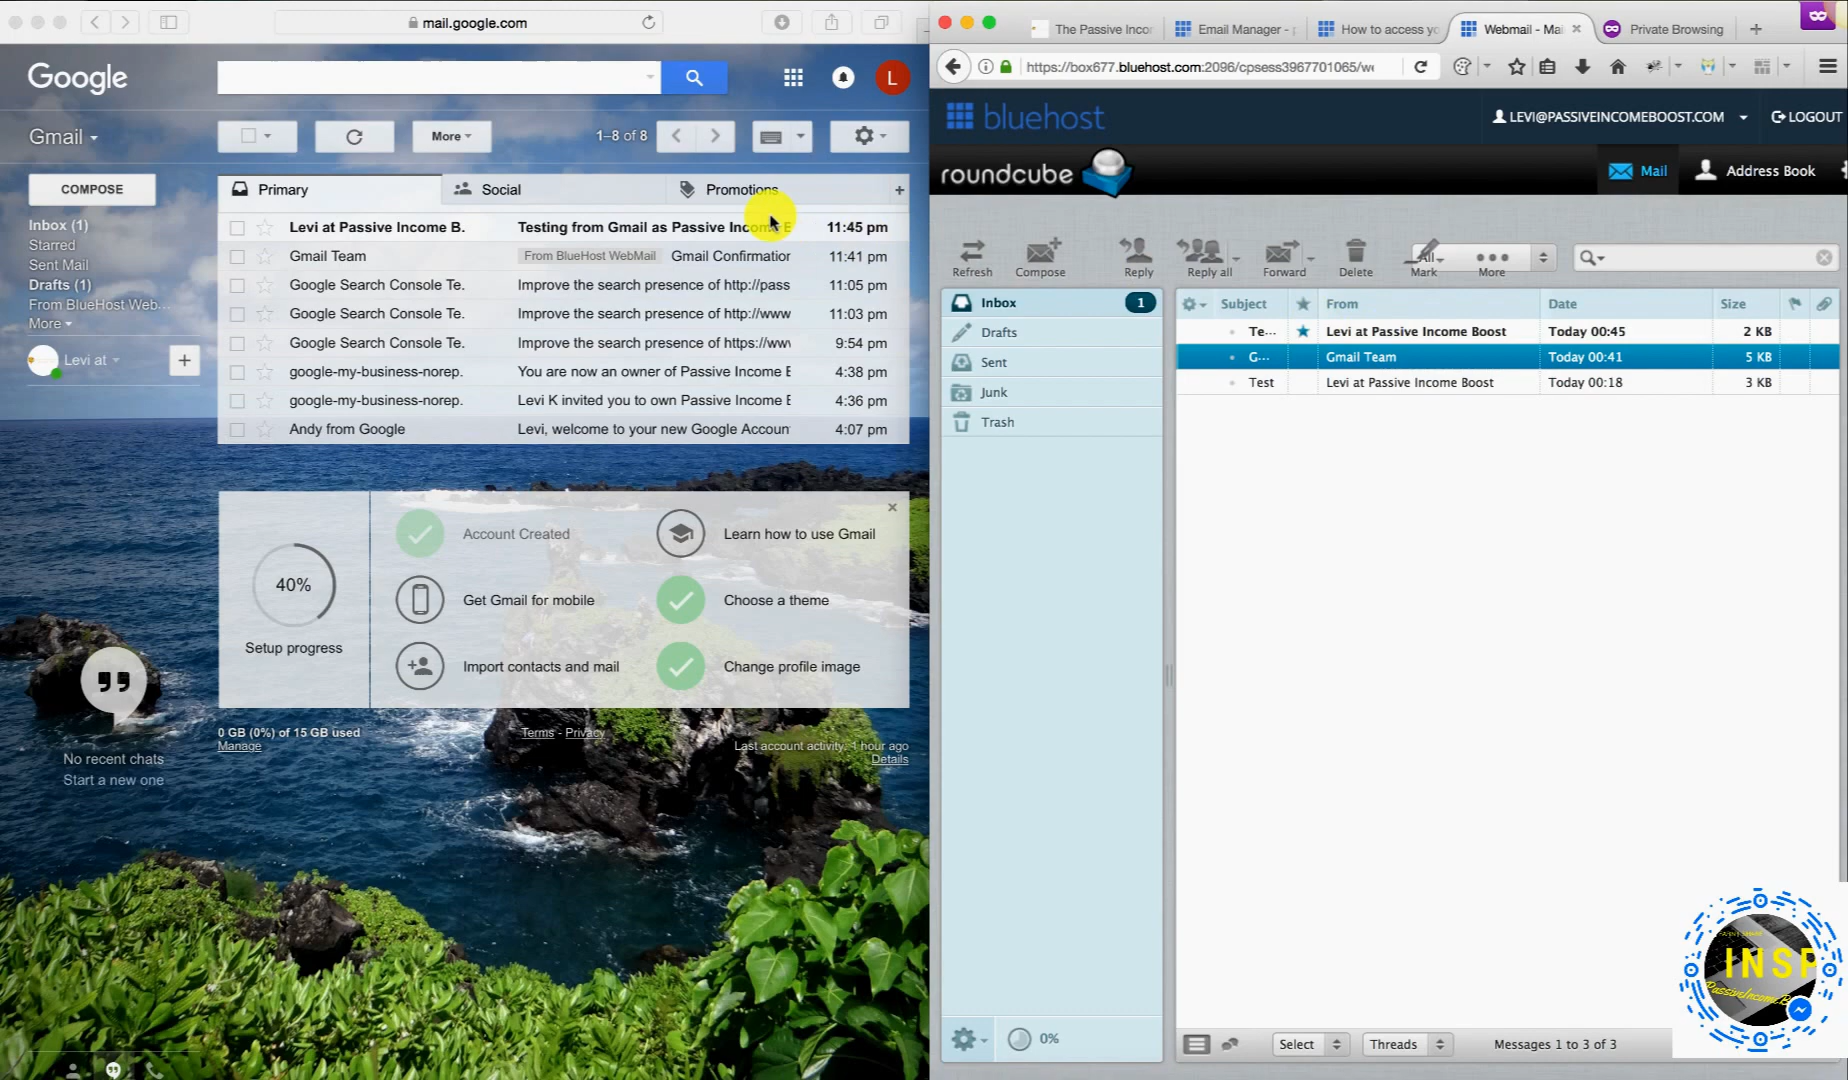 mail.google.com
Google
L
Gmail
More
1–8 of 8
COMPOSE
Inbox (1)
Starred
Sent Mail
Drafts (1)
From BlueHost Web...
More
Levi at
Primary
Social
Promotions
Levi at Passive Income B. Testing from Gmail as Passive 11:45 pm
Gmail Team From BlueHost WebMail Gmail Confirmation 11:41 pm
Google Search Console Te. Improve the search presence of http://pass 11:05 pm
Google Search Console Te. Improve the search presence of http://www 11:03 pm
Google Search Console Te. Improve the search presence of https://www 9:54 pm
google-my-business-norep. You are now an owner of Passive Income E 4:38 pm
google-my-business-norep. Levi K invited you to own Passive Income E 4:36 pm
Andy from Google Levi, welcome to your new Google Accoun 4:07 pm
40%
Setup progress
Account Created
Learn how to use Gmail
Get Gmail for mobile
Choose a theme
Import contacts and mail
Change profile image
0 GB (0%) of 15 GB used
Manage
Terms - Privacy
Last account activity: 1 hour ago
Details
No recent chats
Start a new one
The Passive Incor
Email Manager - p
How to access yo
Webmail - Mai
Private Browsing
https://box677.bluehost.com:2096/cpsess3967701065/we
bluehost
LEVI@PASSIVEINCOMEBOOST.COM
LOGOUT
roundcube
Mail
Address Book
Refresh
Compose
Reply
Reply all
Forward
Delete
All
Mark
More
Inbox 1
Drafts
Sent
Junk
Trash
Subject From Date Size
Te... Levi at Passive Income Boost Today 00:45 2 KB
G... Gmail Team Today 00:41 5 KB
Test Levi at Passive Income Boost Today 00:18 3 KB
0%
Select
Threads
Messages 1 to 3 of 3
INSP
PassiveIncome.B